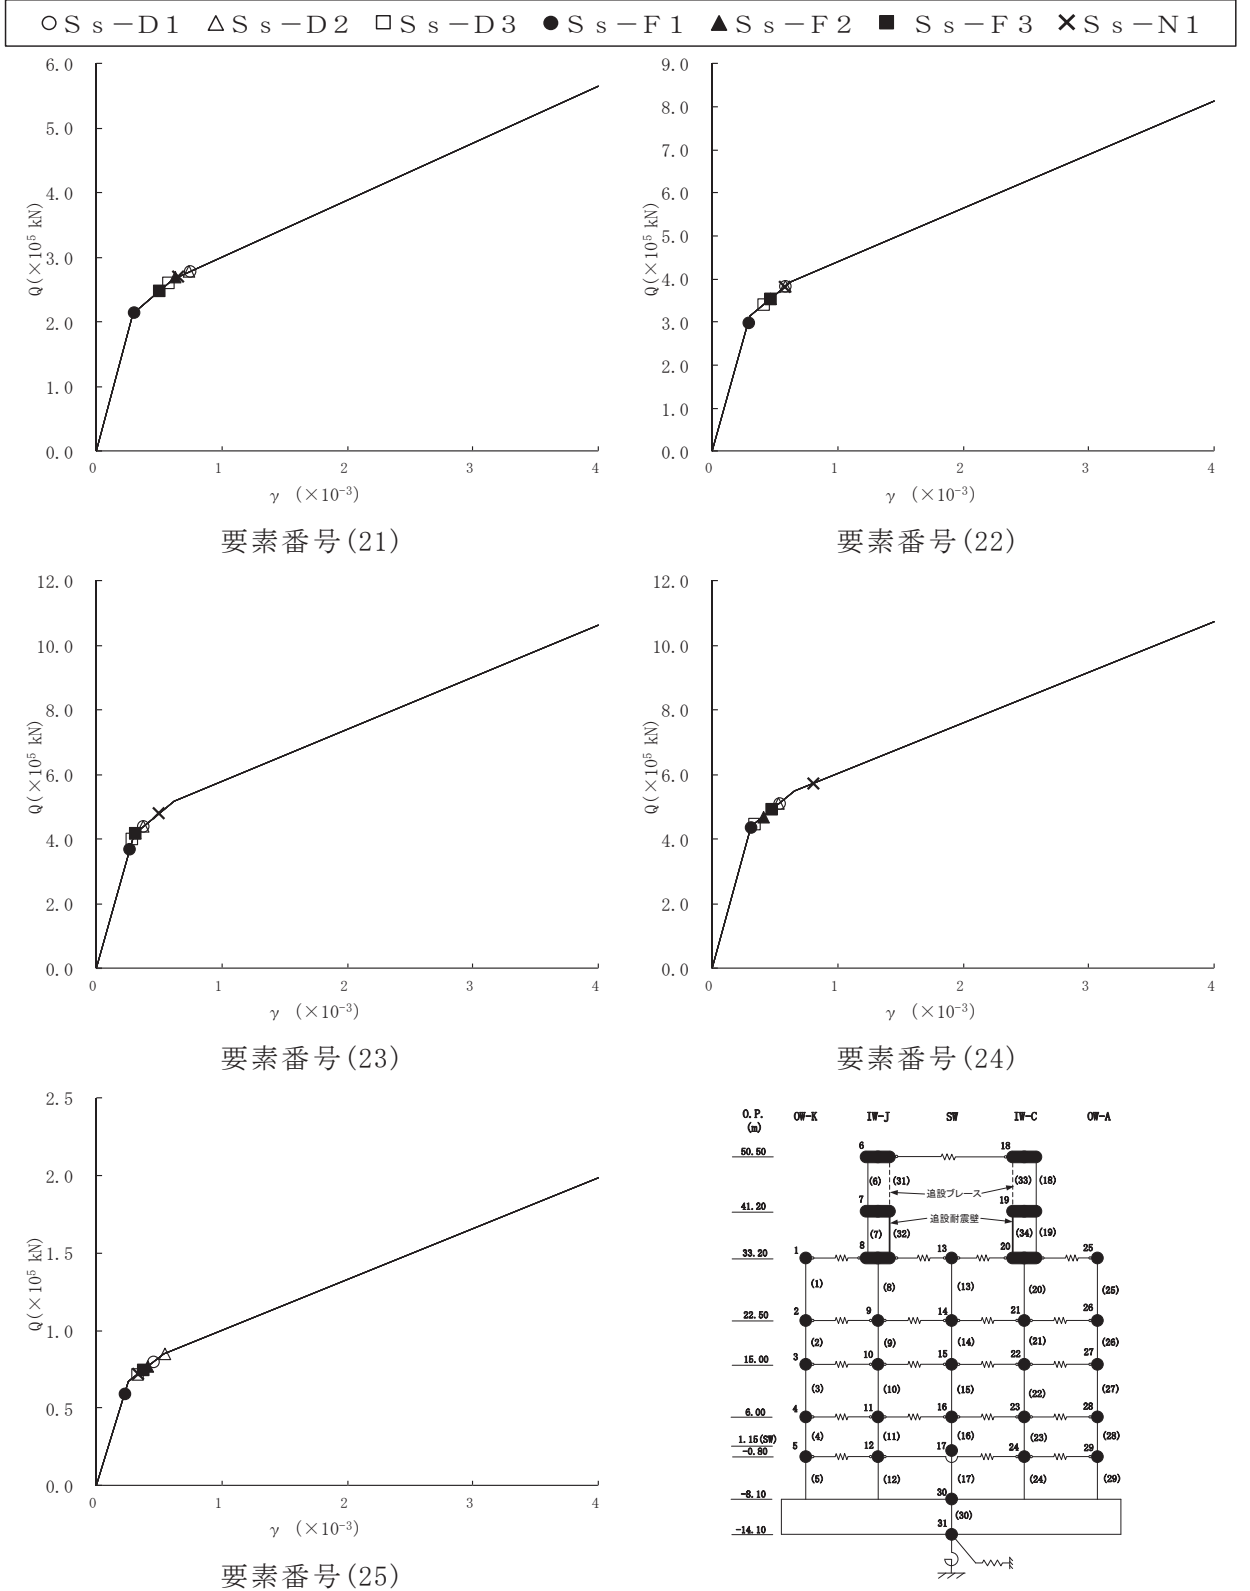 ○Ｓｓ－Ｄ１ △Ｓｓ－Ｄ２ □Ｓｓ－Ｄ３ ●Ｓｓ－Ｆ１ ▲Ｓｓ－Ｆ２ ■ Ｓｓ－Ｆ３ ×Ｓｓ－Ｎ１
6.0
5.0
4.0
3.0
2.0
1.0
0.0
Q(×10⁵ kN)
0 1 2 3 4
γ (×10⁻³)
要素番号(21)
9.0
8.0
7.0
6.0
5.0
4.0
3.0
2.0
1.0
0.0
Q(×10⁵ kN)
0 1 2 3 4
γ (×10⁻³)
要素番号(22)
12.0
10.0
8.0
6.0
4.0
2.0
0.0
Q(×10⁵ kN)
0 1 2 3 4
γ (×10⁻³)
要素番号(23)
12.0
10.0
8.0
6.0
4.0
2.0
0.0
Q(×10⁵ kN)
0 1 2 3 4
γ (×10⁻³)
要素番号(24)
2.5
2.0
1.5
1.0
0.5
0.0
Q(×10⁵ kN)
0 1 2 3 4
γ (×10⁻³)
要素番号(25)
O.P. OW-K IW-J SW IW-C OW-A
(m)
6 18
50.50
(6) (31) (33) (18)
追設ブレース
7 19
41.20
追設耐震壁
(7) (32) (34) (19)
1 8 13 20 25
33.20
(1) (8) (13) (20) (25)
2 9 14 21 26
22.50
(2) (9) (14) (21) (26)
3 10 15 22 27
15.00
(3) (10) (15) (22) (27)
4 11 16 23 28
6.00
(4) (11) (16) (23) (28)
1.15(SW)
5 12 17 24 29
-0.80
(5) (12) (17) (24) (29)
30
-8.10
(30)
31
-14.10